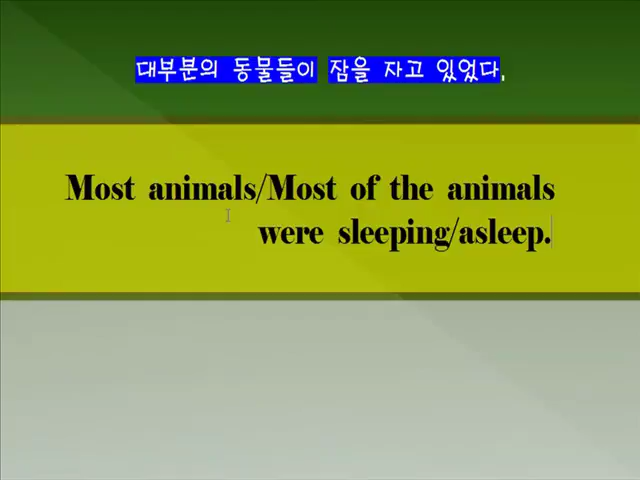 대부분의 동물들이 잠을 자고 있었다.
Most animals/Most of the animals
were sleeping/asleep.